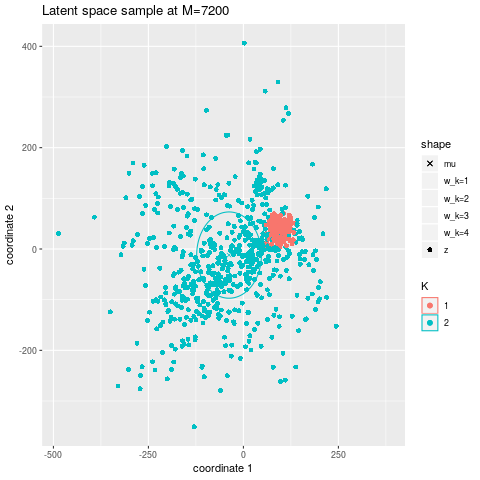 Latent space sample at M=7200
400
200
0
-200
-500
-250
0
250
coordinate 1
coordinate 2
shape
mu
w_k=1
w_k=2
w_k=3
w_k=4
z
K
1
2